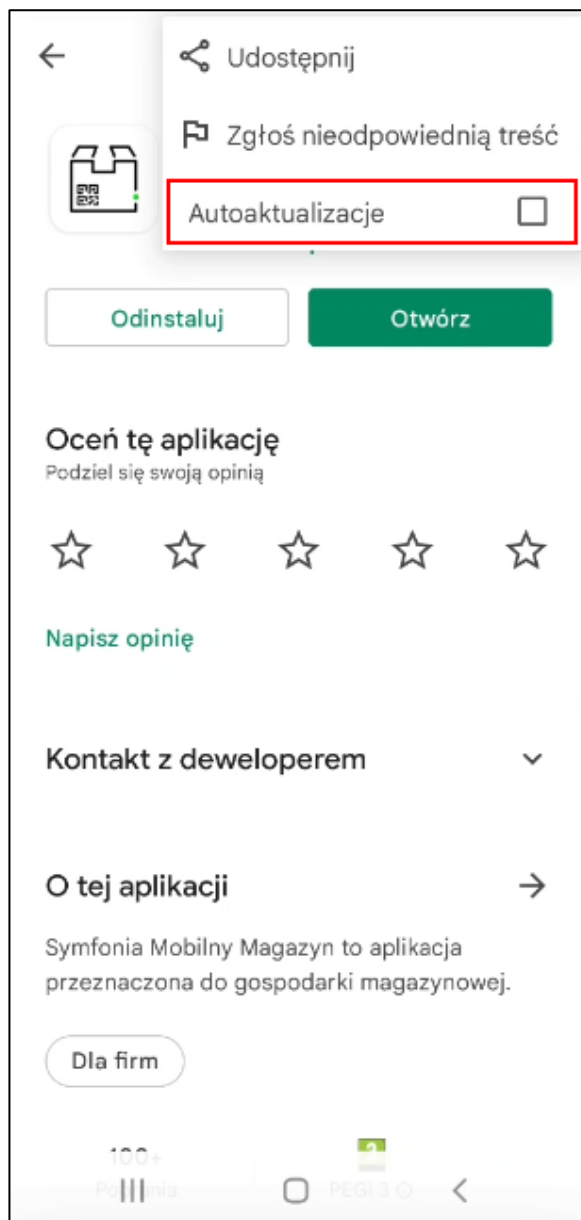 Udostępnij
Zgłoś nieodpowiednią treść
Autoaktualizacje
Odinstaluj
Otwórz
Oceń tę aplikację
Podziel się swoją opinią
Napisz opinię
Kontakt z deweloperem
O tej aplikacji
Symfonia Mobilny Magazyn to aplikacja
przeznaczona do gospodarki magazynowej.
Dla firm
100+
PEGI 3